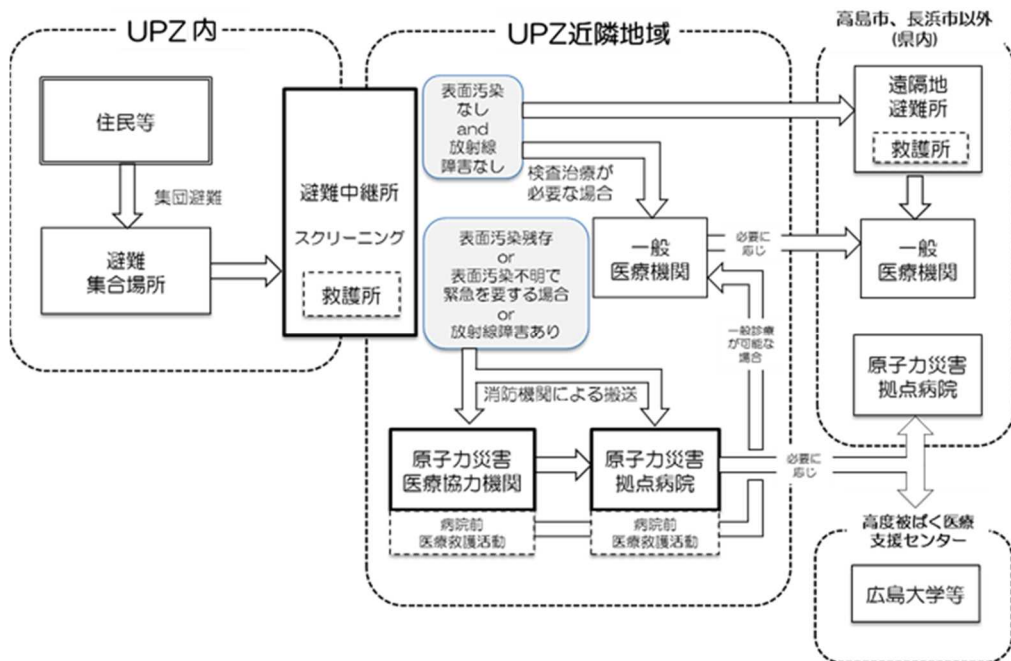 UPZ内
住民等
集団避難
避難
集合場所
避難中継所
スクリーニング
救護所
UPZ近隣地域
表面汚染
なし
and
放射線
障害なし
検査治療が
必要な場合
表面汚染残存
or
表面汚染不明で
緊急を要する場合
or
放射線障害あり
一般
医療機関
必要に
応じ
一般診療
が可能な
場合
消防機関による搬送
原子力災害
医療協力機関
病院前
医療救護活動
原子力災害
拠点病院
病院前
医療救護活動
必要に
応じ
高島市、長浜市以外
(県内)
遠隔地
避難所
救護所
一般
医療機関
原子力災害
拠点病院
高度被ばく医療
支援センター
広島大学等